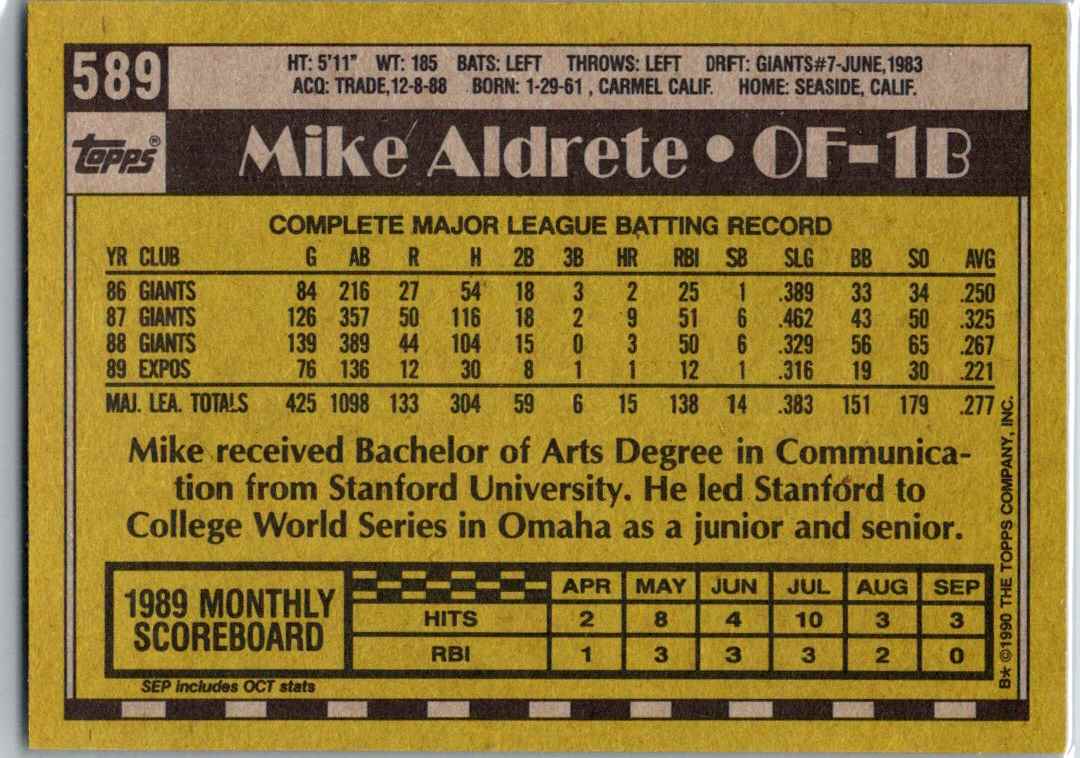 589
HT: 5'11" WT: 185 BATS: LEFT THROWS: LEFT DRFT: GIANTS#7-JUNE,1983
ACQ: TRADE,12-8-88 BORN: 1-29-61 , CARMEL CALIF. HOME: SEASIDE, CALIF.
Topps®
Mike Aldrete • OF-1B
COMPLETE MAJOR LEAGUE BATTING RECORD
YR CLUB G AB R H 2B 3B HR RBI SB SLG BB SO AVG
86 GIANTS 84 216 27 54 18 3 2 25 1 .389 33 34 .250
87 GIANTS 126 357 50 116 18 2 9 51 6 .462 43 50 .325
88 GIANTS 139 389 44 104 15 0 3 50 6 .329 56 65 .267
89 EXPOS 76 136 12 30 8 1 1 12 1 .316 19 30 .221
MAJ. LEA. TOTALS 425 1098 133 304 59 6 15 138 14 .383 151 179 .277
Mike received Bachelor of Arts Degree in Communica-
tion from Stanford University. He led Stanford to
College World Series in Omaha as a junior and senior.
1989 MONTHLY
SCOREBOARD
APR MAY JUN JUL AUG SEP
HITS 2 8 4 10 3 3
RBI 1 3 3 3 2 0
SEP includes OCT stats
B* ©1990 THE TOPPS COMPANY, INC.